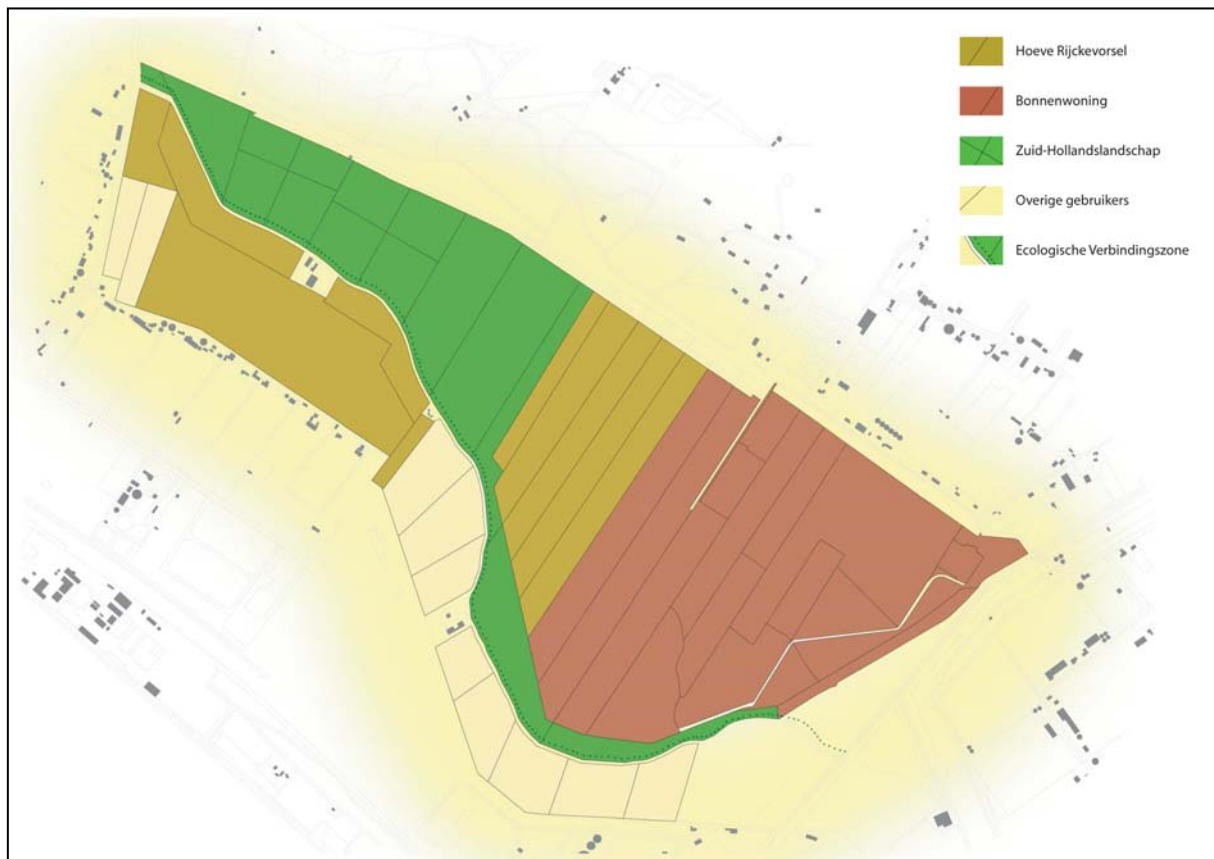 Hoeve Rijckevorsel
Bonnenwoning
Zuid-Hollandslandschap
Overige gebruikers
Ecologische Verbindingszone